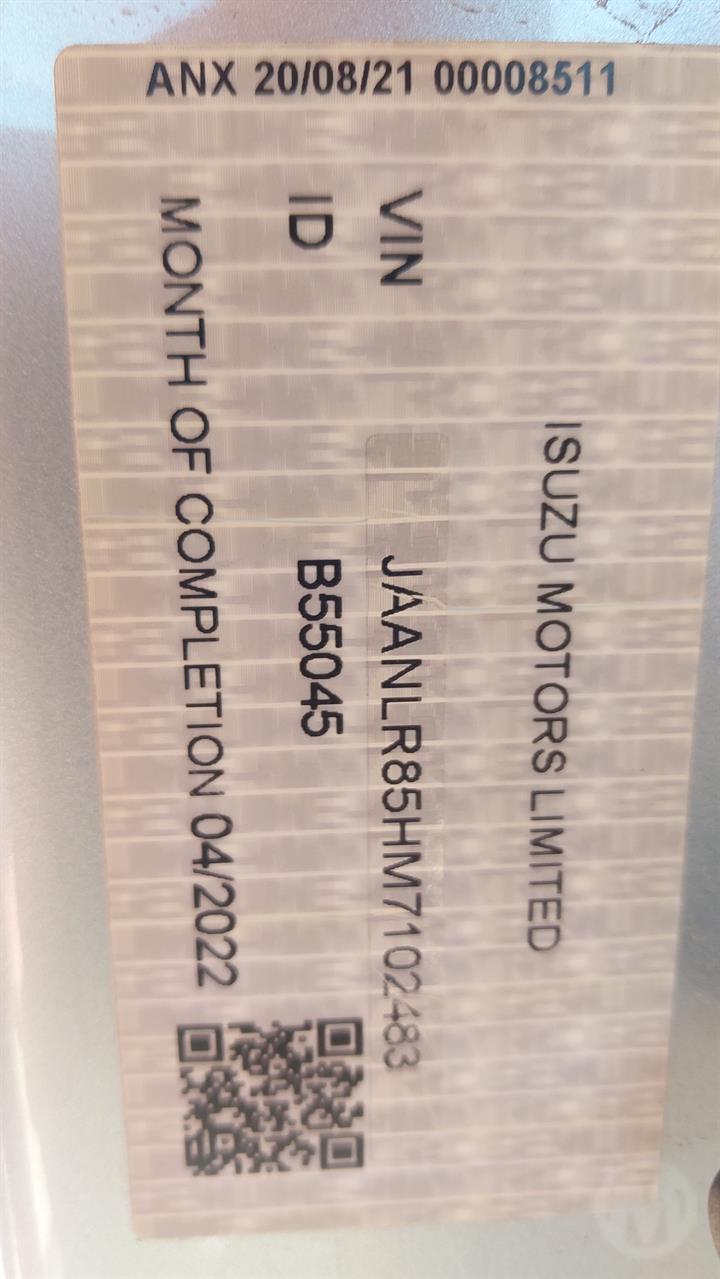 ANX 20/08/21 00008511
ISUZU MOTORS LIMITED
VIN JAANLR85HM7102483
ID B55045
MONTH OF COMPLETION 04/2022
M